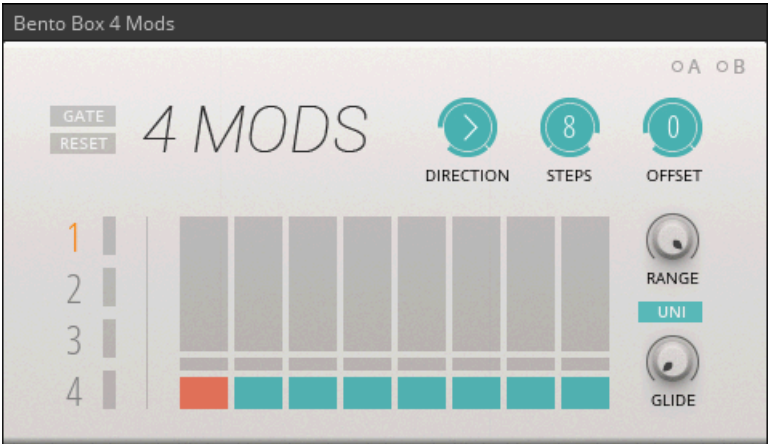 Bento Box 4 Mods
A B
GATE
RESET
4 MODS
8
0
DIRECTION
STEPS
OFFSET
1
2
3
4
RANGE
UNI
GLIDE